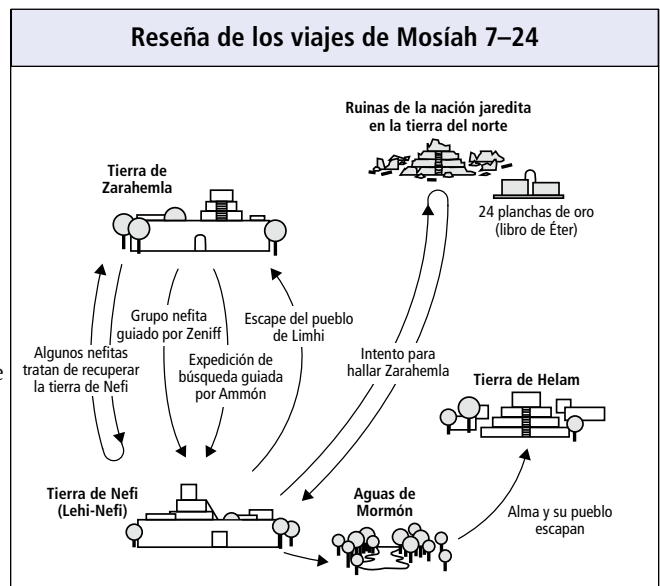 Reseña de los viajes de Mosíah 7–24
Ruinas de la nación jaredita
en la tierra del norte
Tierra de
Zarahemla
24 planchas de oro
(libro de Éter)
Algunos nefitas
tratan de recuperar
la tierra de Nefi
Grupo nefita
guiado por Zeniff
Expedición de
búsqueda guiada
por Ammón
Escape del pueblo
de Limhi
Intento para
hallar Zarahemla
Tierra de Helam
Tierra de Nefi
(Lehi-Nefi)
Aguas de
Mormón
Alma y su pueblo
escapan